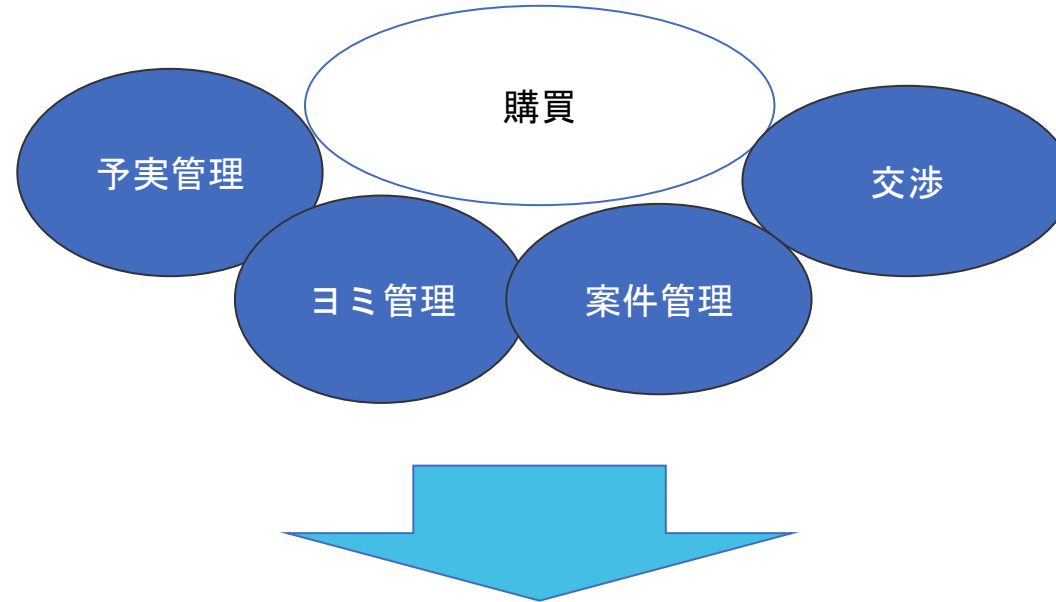 購買
予実管理
交渉
ヨミ管理
案件管理